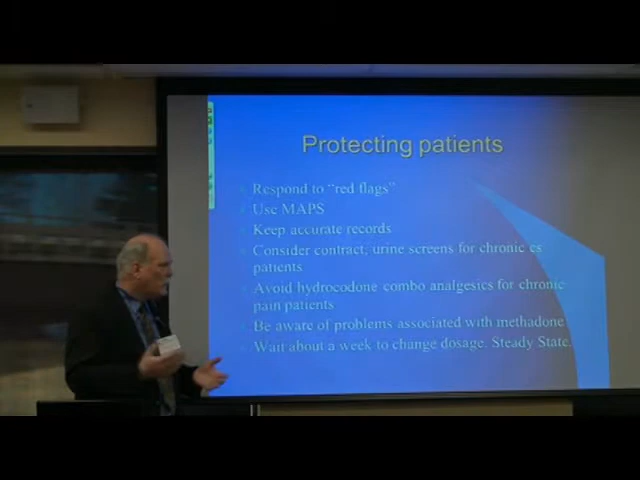 Protecting patients
Respond to “red flags”
Use MAPS
Keep accurate records
Consider contract, urine screens for chronic cs
patients
Avoid hydrocodone combo analgesics for chronic
pain patients
Be aware of problems associated with methadone
Wait about a week to change dosage. Steady State.